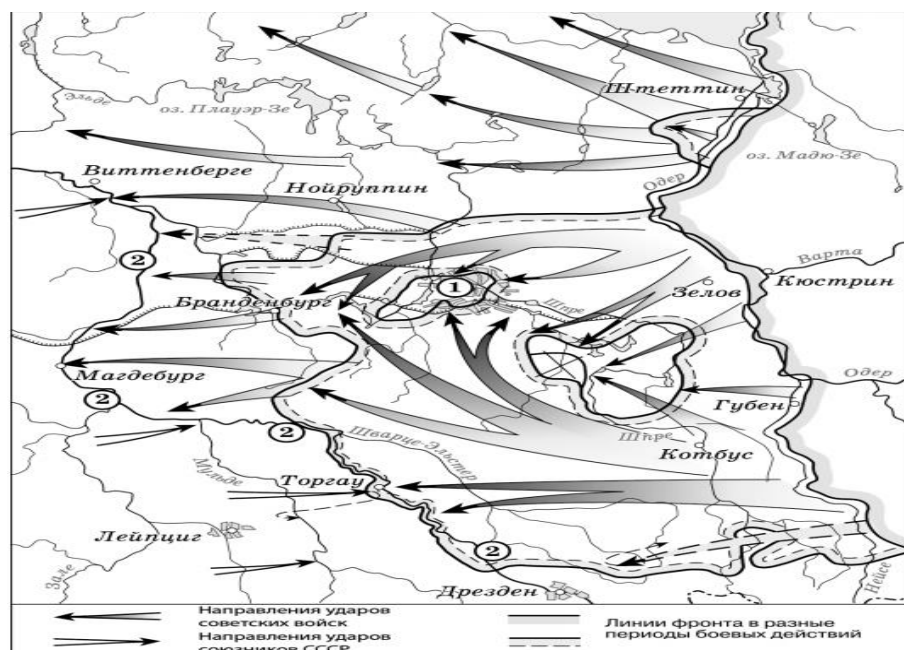 Эльде
оз. Плауэр-Зе
Штеттин
оз. Мадю-Зе
Одер
Виттенберге
Нойруппин
2
Варта
Кюстрин
1
Зелов
Бранденбург
Шпре
Магдебург
Одер
2
Губен
2
Шварце-Эльстер
Шпре
Котбус
Мульде
Торгау
Лейпциг
2
Заале
Дрезден
Нейсе
Направления ударов
советских войск
Направления ударов
союзников СССР
Линии фронта в разные
периоды боевых действий